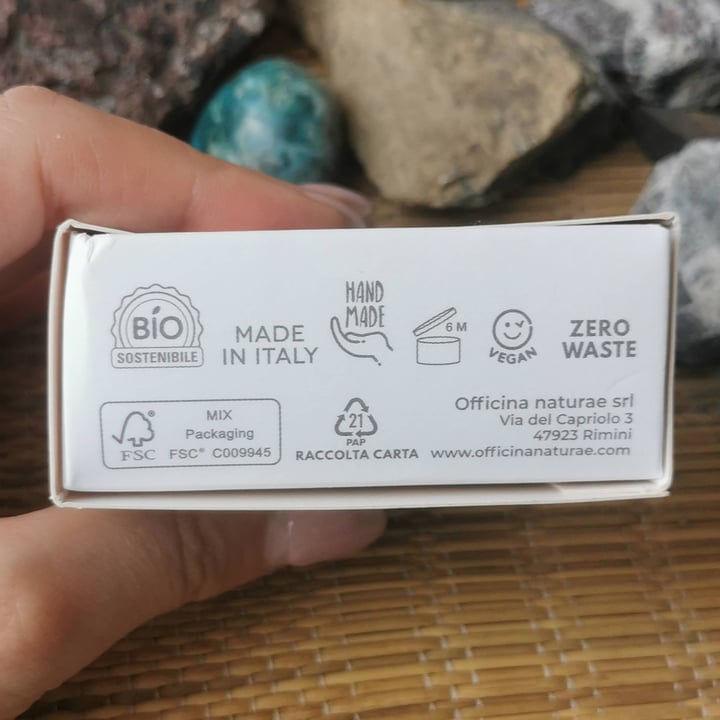 BIO
SOSTENIBILE
MADE
IN ITALY
HAND
MADE
6 M
VEGAN
ZERO
WASTE
FSC®
MIX
Packaging
FSC® C009945
21
PAP
RACCOLTA CARTA
Officina naturae srl
Via del Capriolo 3
47923 Rimini
www.officinanaturae.com